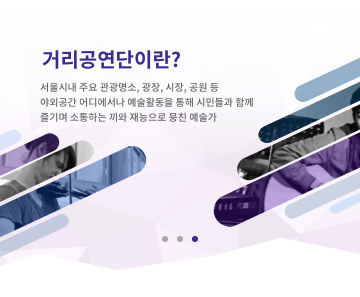 거리공연단이란?
서울시내 주요 관광명소, 광장, 시장, 공원 등
야외공간 어디에서나 예술활동을 통해 시민들과 함께
즐기며 소통하는 끼와 재능으로 뭉친 예술가